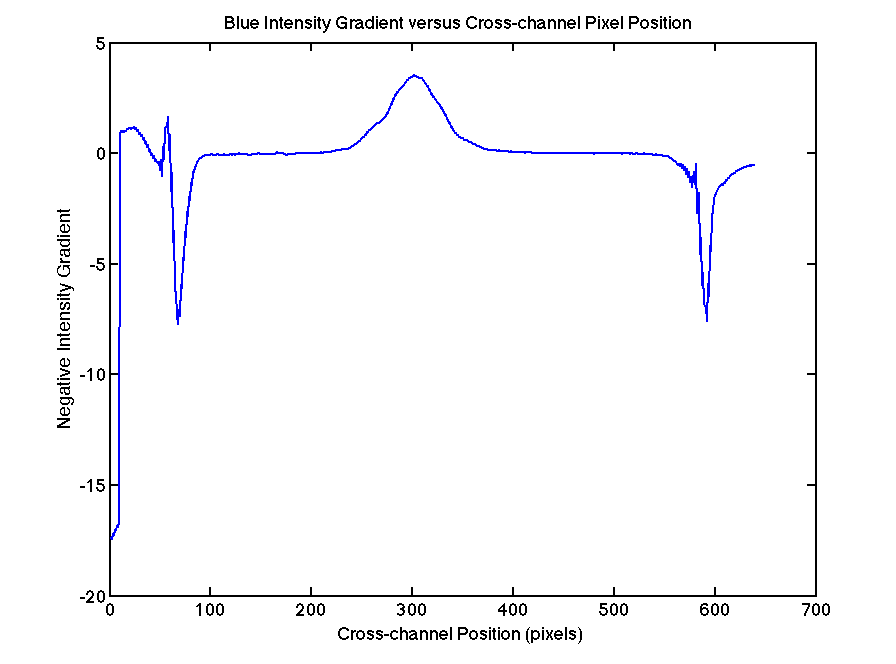 Blue Intensity Gradient versus Cross-channel Pixel Position
5
0
-5
-10
-15
-20
Negative Intensity Gradient
0 100 200 300 400 500 600 700
Cross-channel Position (pixels)